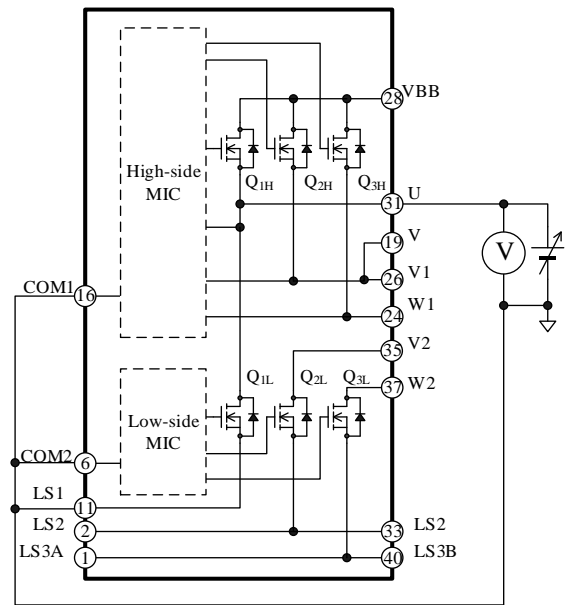 VBB
28
High-side
MIC
Q1H
Q2H
Q3H
U
31
V
V
19
V1
26
COM1
16
W1
24
V2
35
Q1L
Q2L
Q3L
W2
37
Low-side
MIC
COM2
6
LS1
11
LS2
2
33
LS2
LS3A
1
40
LS3B